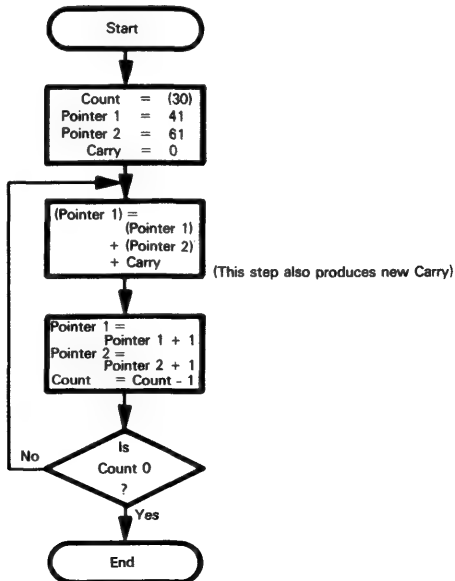 Start
Count = (30)
Pointer 1 = 41
Pointer 2 = 61
Carry = 0
(Pointer 1) =
(Pointer 1)
+ (Pointer 2)
+ Carry
(This step also produces new Carry)
Pointer 1 =
Pointer 1 + 1
Pointer 2 =
Pointer 2 + 1
Count = Count - 1
Is
Count 0
?
No
Yes
End